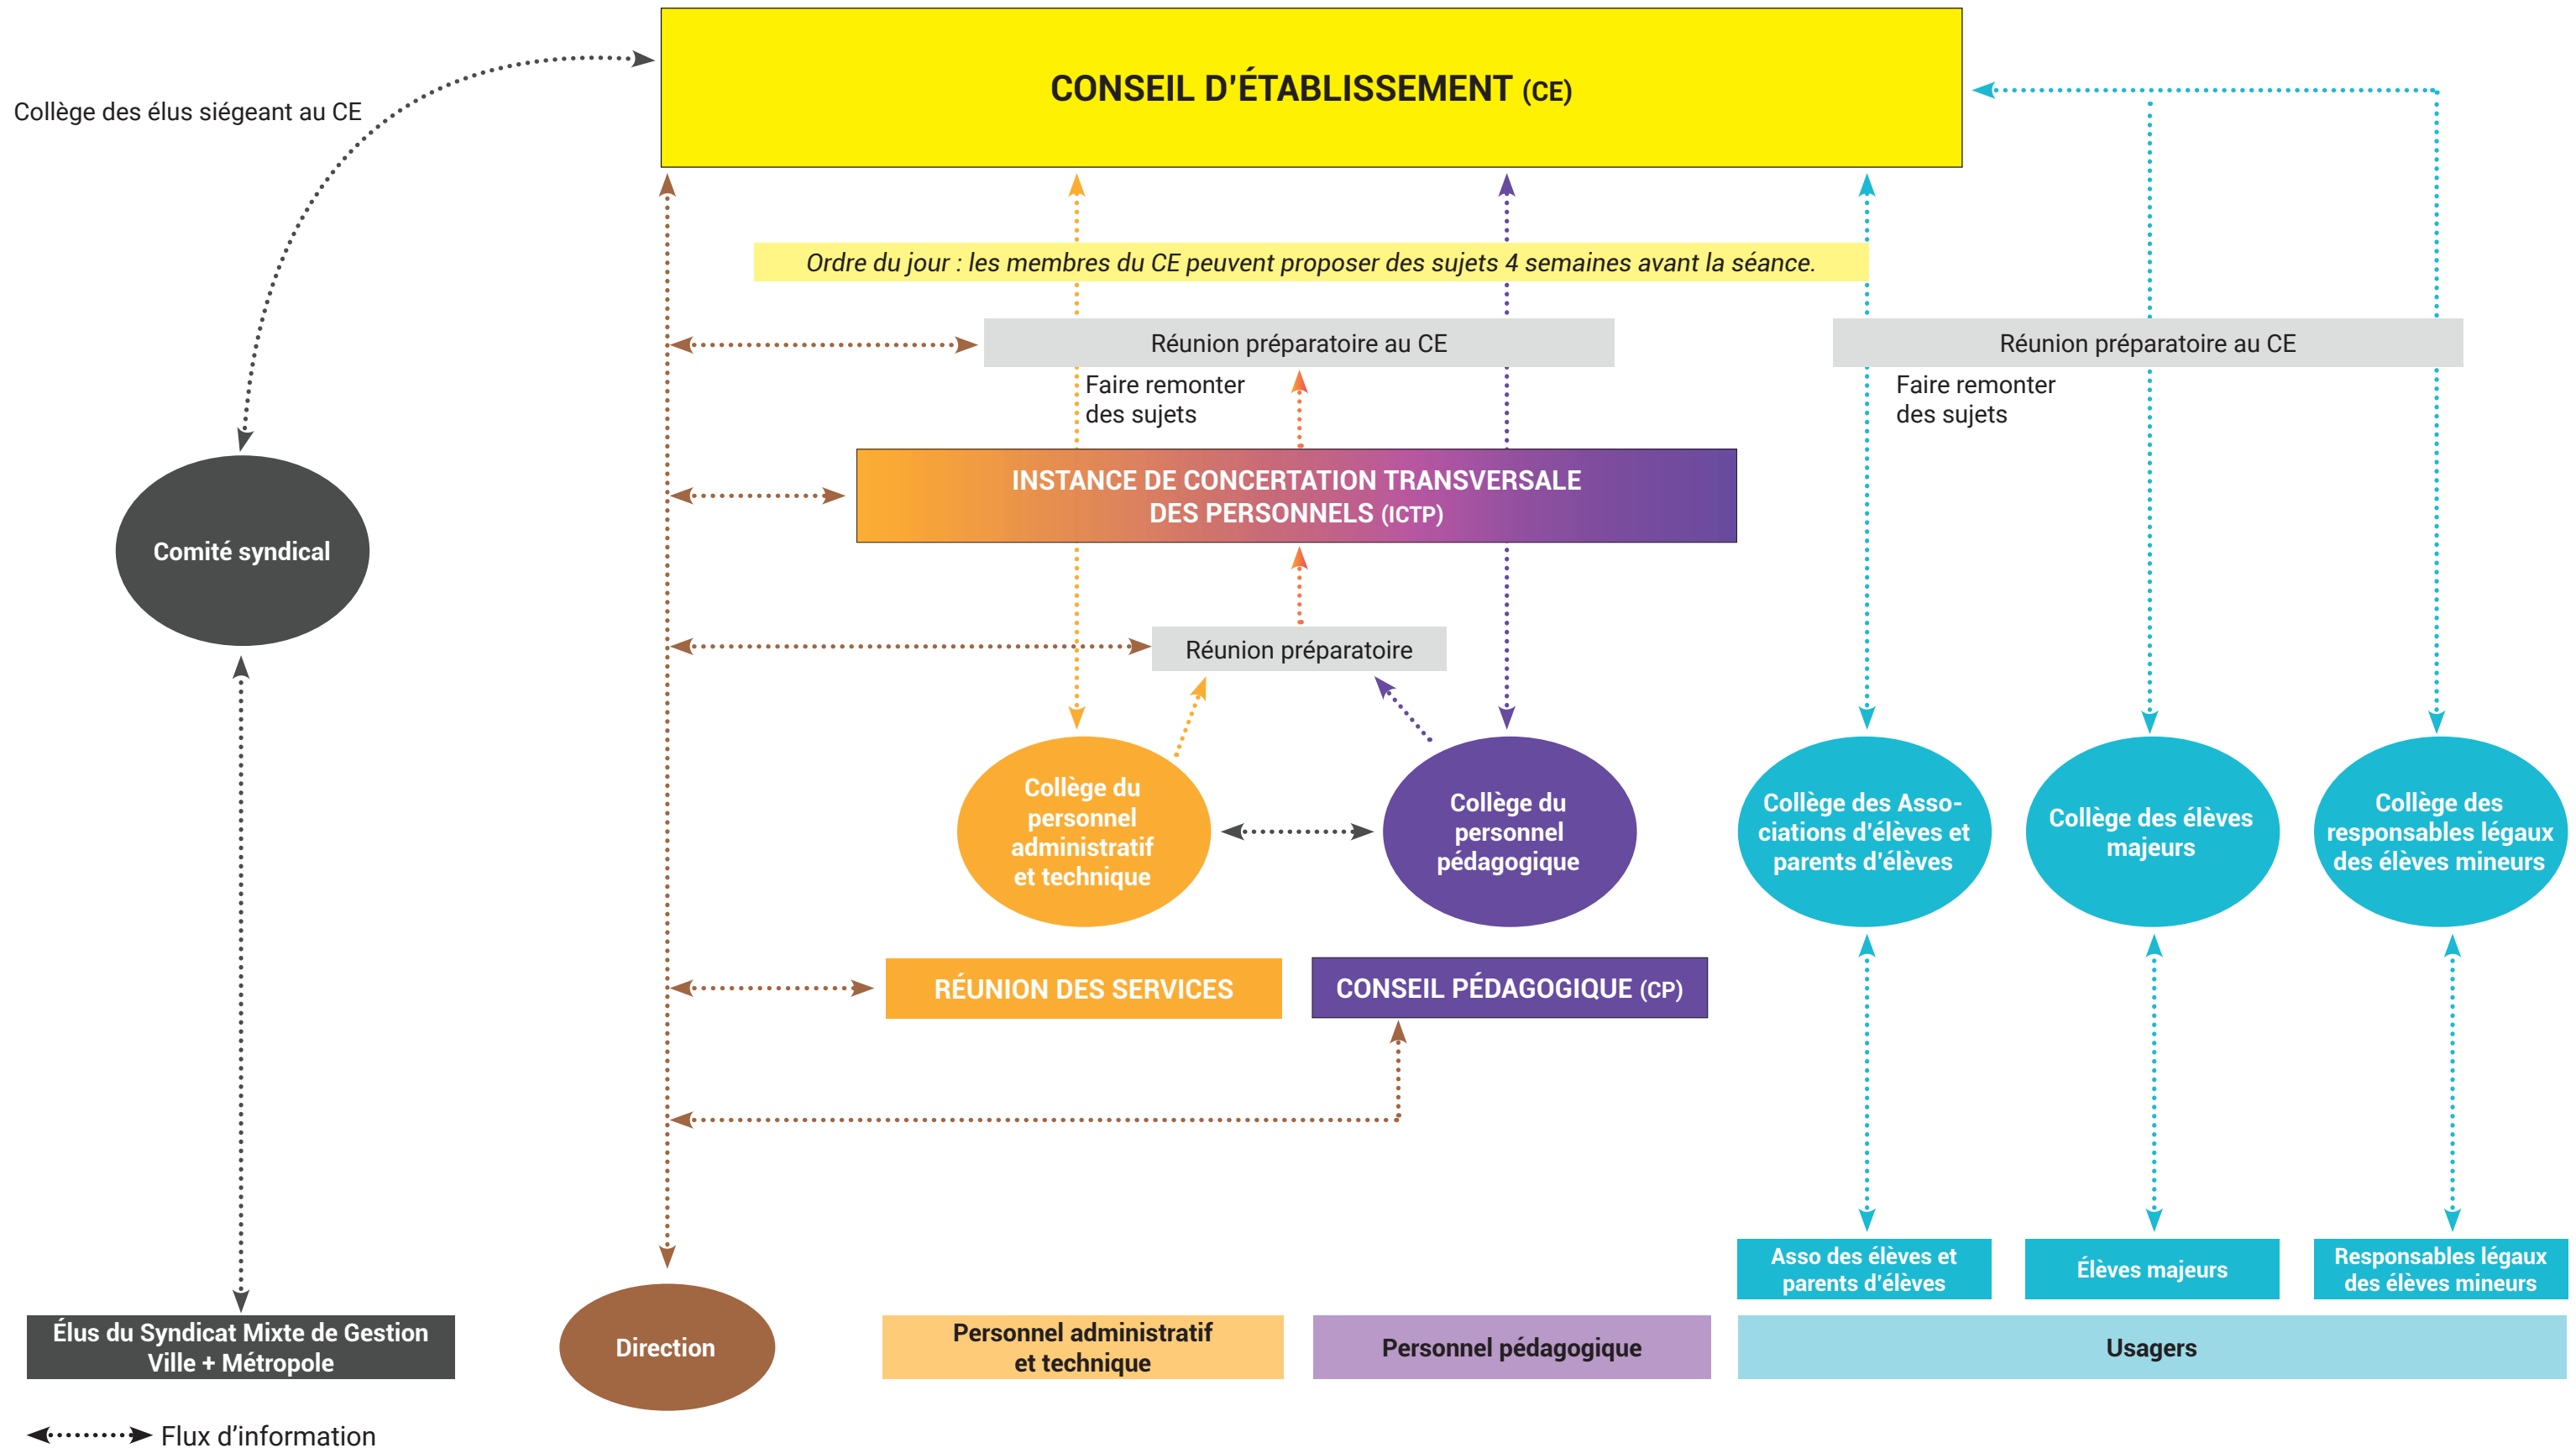 CONSEIL D’ÉTABLISSEMENT (CE)
Collège des élus siégeant au CE
Ordre du jour : les membres du CE peuvent proposer des sujets 4 semaines avant la séance.
Réunion préparatoire au CE
Réunion préparatoire au CE
Faire remonter
des sujets
Faire remonter
des sujets
INSTANCE DE CONCERTATION TRANSVERSALE
DES PERSONNELS (ICTP)
Comité syndical
Réunion préparatoire
Collège du
personnel
administratif
et technique
Collège du
personnel
pédagogique
Collège des Asso-
ciations d’élèves et
parents d’élèves
Collège des élèves
majeurs
Collège des
responsables légaux
des élèves mineurs
RÉUNION DES SERVICES
CONSEIL PÉDAGOGIQUE (CP)
Asso des élèves et
parents d’élèves
Élèves majeurs
Responsables légaux
des élèves mineurs
Élus du Syndicat Mixte de Gestion
Ville + Métropole
Direction
Personnel administratif
et technique
Personnel pédagogique
Usagers
Flux d’information